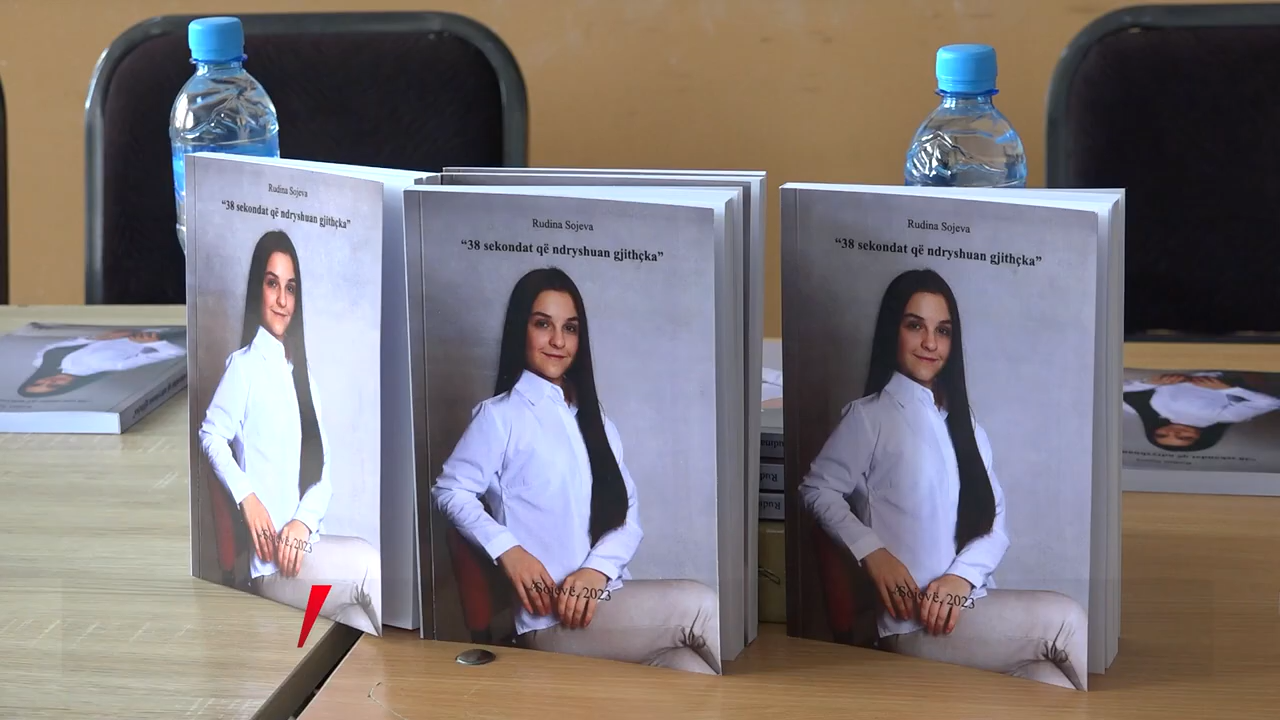 Rudina Sojeva
“38 sekondat që ndryshuan gjithçka”
Sojevë, 2023
Rudina Sojeva
“38 sekondat që ndryshuan gjithçka”
Sojevë, 2023
Rudina Sojeva
“38 sekondat që ndryshuan gjithçka”
Sojevë, 2023